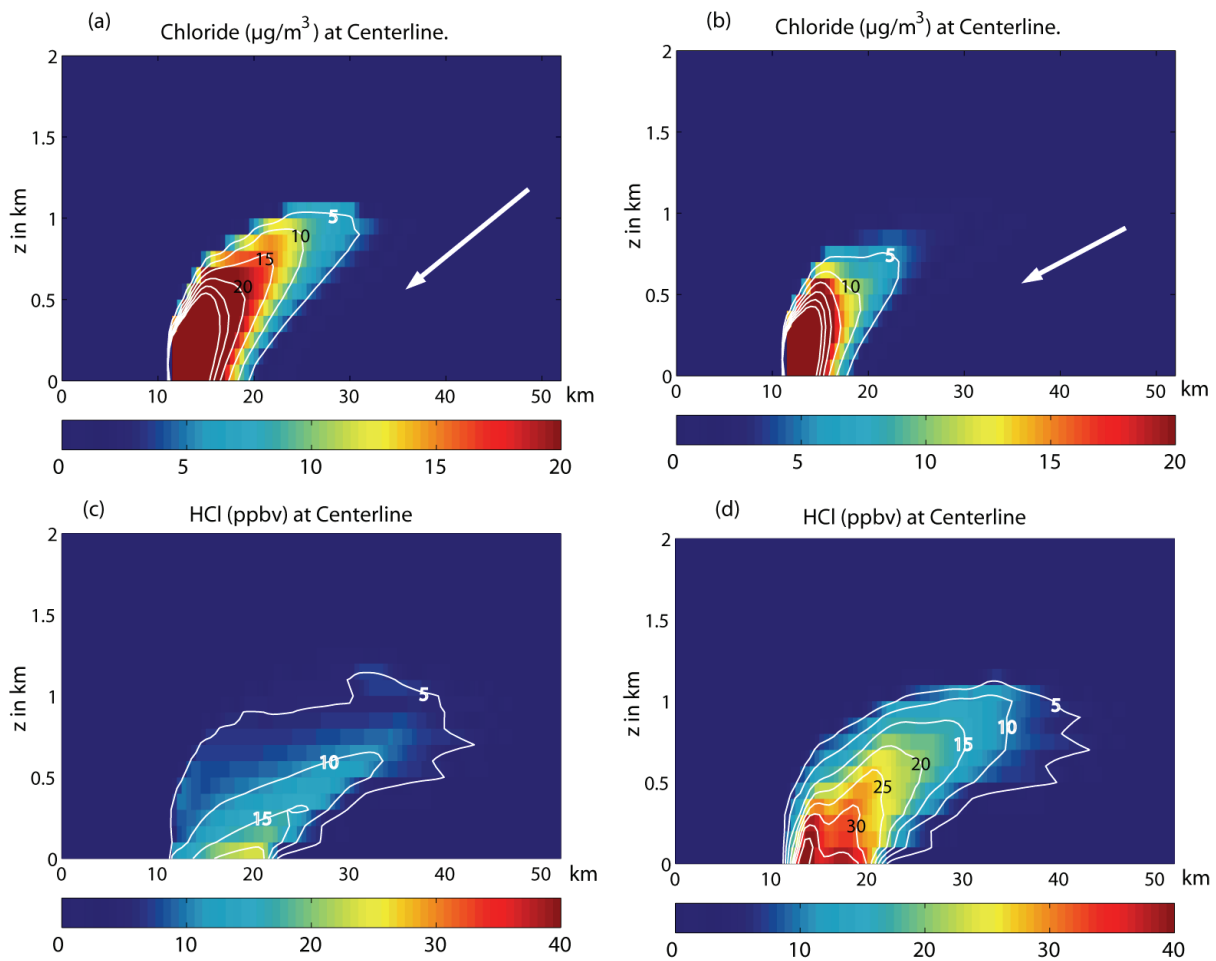 (a)
Chloride (μg/m³) at Centerline.
2
1.5
1
0.5
0
z in km
5
10
15
20
10 20 30 40 50 km
0 5 10 15 20
(b)
Chloride (μg/m³) at Centerline.
2
1.5
1
0.5
0
z in km
5
10
0 10 20 30 40 50 km
0 5 10 15 20
(c)
HCl (ppbv) at Centerline
2
1.5
1
0.5
0
z in km
5
10
15
0 10 20 30 40 50 km
0 10 20 30 40
(d)
HCl (ppbv) at Centerline
2
1.5
1
0.5
0
z in km
5
10
15
20
25
30
0 10 20 30 40 50 km
0 10 20 30 40